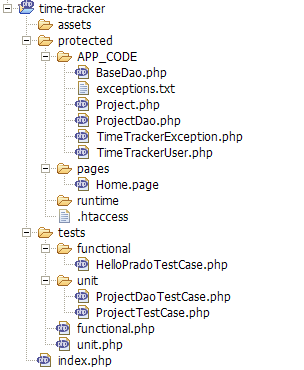 time-tracker
assets
protected
APP_CODE
BaseDao.php
exceptions.txt
Project.php
ProjectDao.php
TimeTrackerException.php
TimeTrackerUser.php
pages
Home.page
runtime
.htaccess
tests
functional
HelloPradoTestCase.php
unit
ProjectDaoTestCase.php
ProjectTestCase.php
functional.php
unit.php
index.php